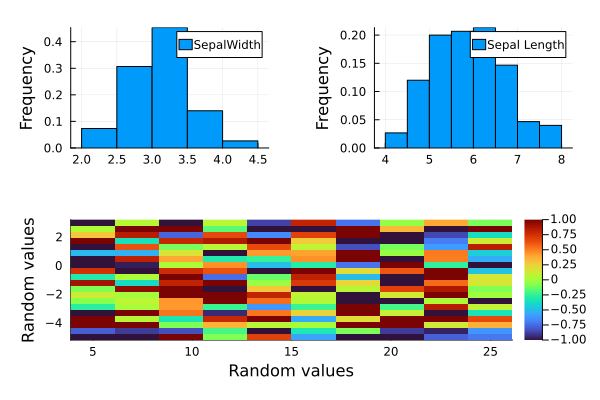 Frequency
0.4
0.3
0.2
0.1
0.0
SepalWidth
2.0 2.5 3.0 3.5 4.0 4.5
Frequency
0.20
0.15
0.10
0.05
0.00
Sepal Length
4 5 6 7 8
Random values
2
0
−2
−4
5 10 15 20 25
Random values
1.00
0.75
0.50
0.25
0
−0.25
−0.50
−0.75
−1.00